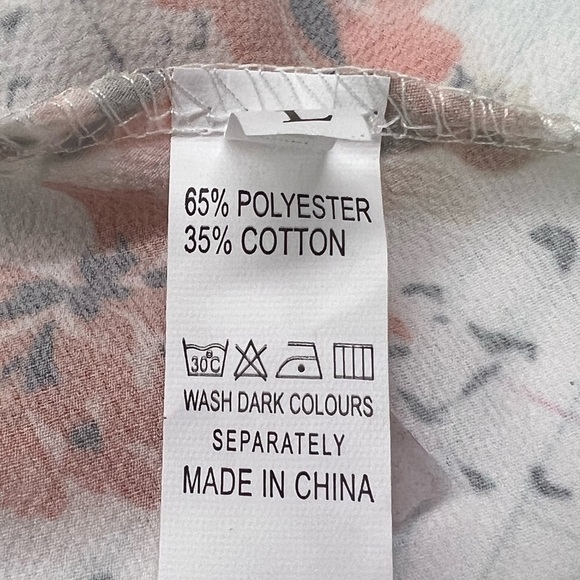 L
65% POLYESTER
35% COTTON
30°C
WASH DARK COLOURS
SEPARATELY
MADE IN CHINA